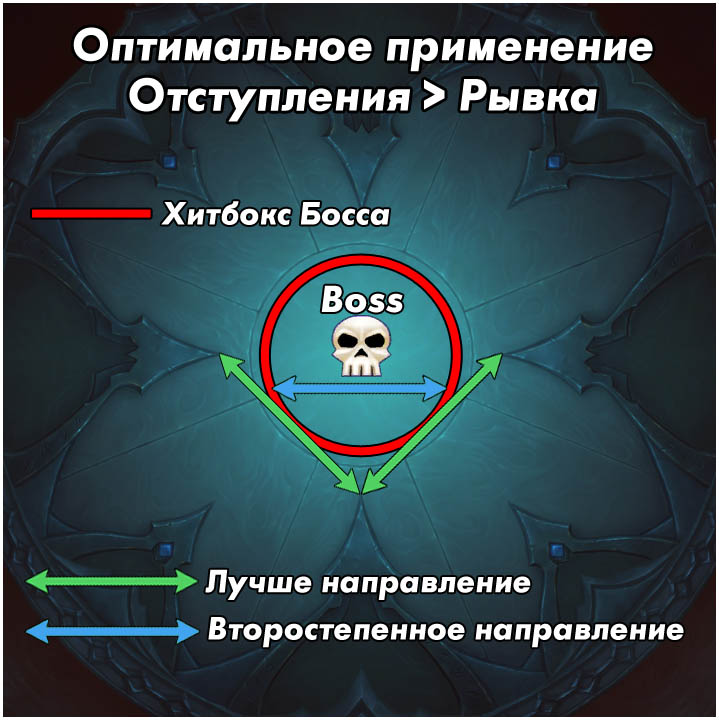 Оптимальное применение
Отступления > Рывка
Хитбокс Босса
Boss
Лучше направление
Второстепенное направление